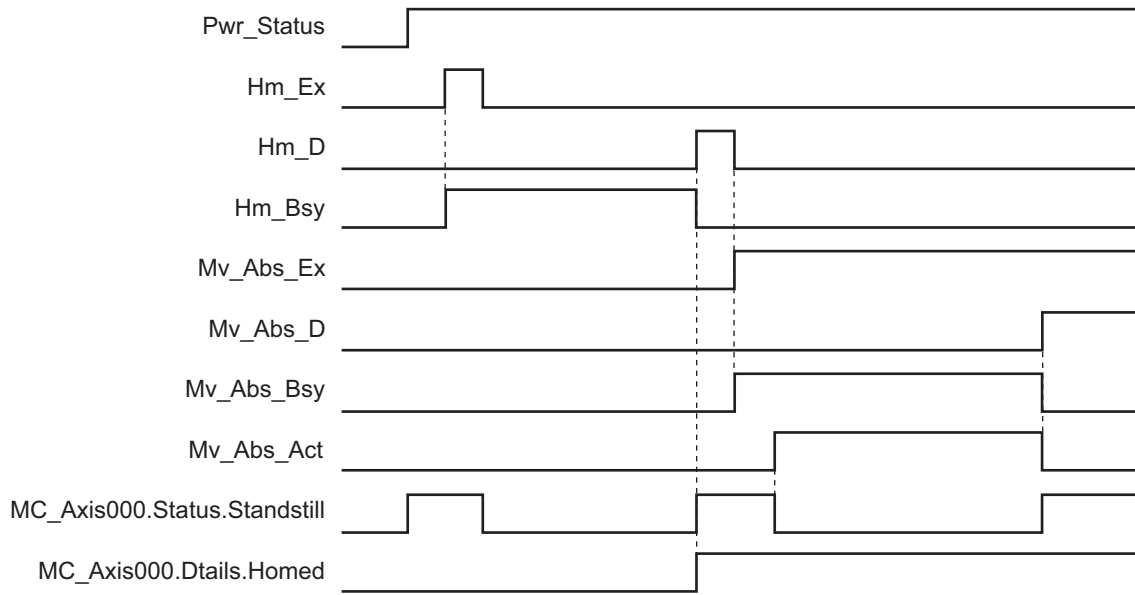 Pwr_Status
Hm_Ex
Hm_D
Hm_Bsy
Mv_Abs_Ex
Mv_Abs_D
Mv_Abs_Bsy
Mv_Abs_Act
MC_Axis000.Status.Standstill
MC_Axis000.Dtails.Homed